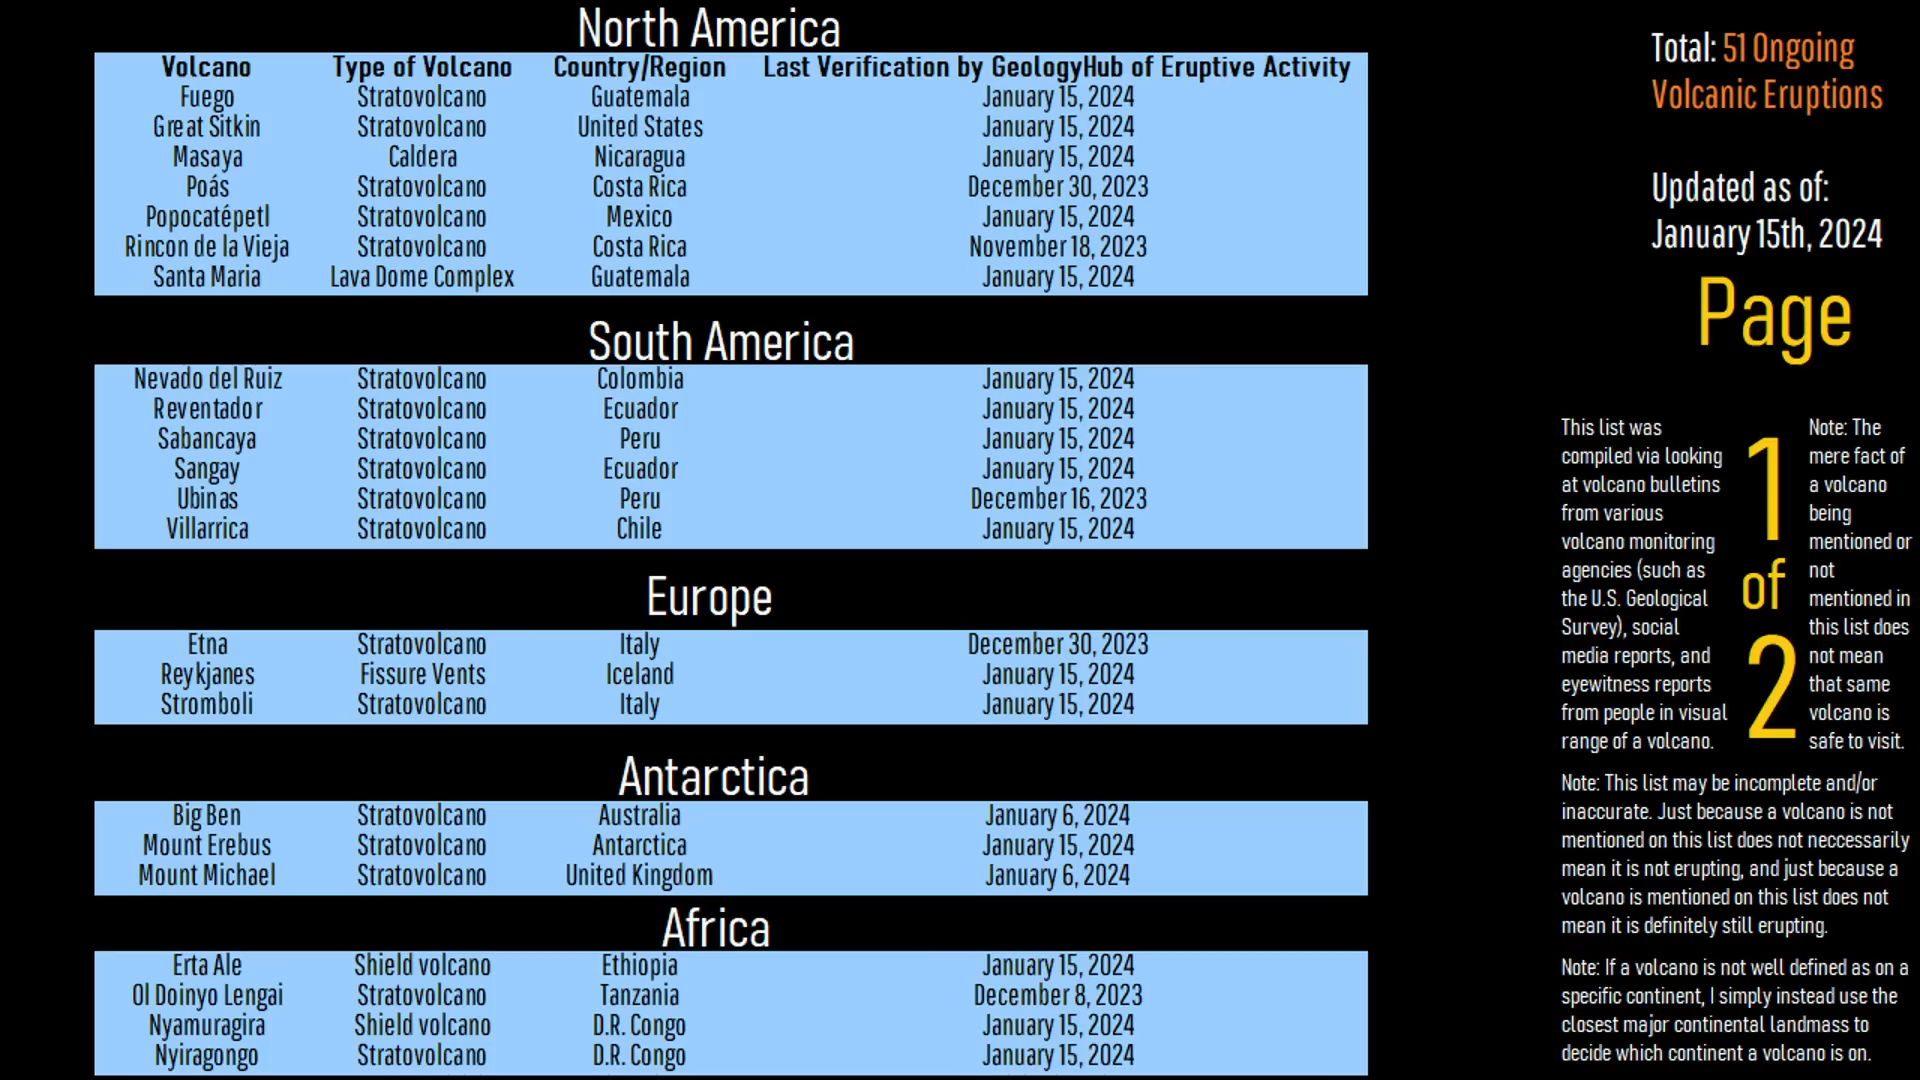 North America
Volcano Type of Volcano Country/Region Last Verification by GeologyHub of Eruptive Activity
Fuego Stratovolcano Guatemala January 15, 2024
Great Sitkin Stratovolcano United States January 15, 2024
Masaya Caldera Nicaragua January 15, 2024
Poás Stratovolcano Costa Rica December 30, 2023
Popocatépetl Stratovolcano Mexico January 15, 2024
Rincon de la Vieja Stratovolcano Costa Rica November 18, 2023
Santa Maria Lava Dome Complex Guatemala January 15, 2024
South America
Nevado del Ruiz Stratovolcano Colombia January 15, 2024
Reventador Stratovolcano Ecuador January 15, 2024
Sabancaya Stratovolcano Peru January 15, 2024
Sangay Stratovolcano Ecuador January 15, 2024
Ubinas Stratovolcano Peru December 16, 2023
Villarrica Stratovolcano Chile January 15, 2024
Europe
Etna Stratovolcano Italy December 30, 2023
Reykjanes Fissure Vents Iceland January 15, 2024
Stromboli Stratovolcano Italy January 15, 2024
Antarctica
Big Ben Stratovolcano Australia January 6, 2024
Mount Erebus Stratovolcano Antarctica January 15, 2024
Mount Michael Stratovolcano United Kingdom January 6, 2024
Africa
Erta Ale Shield volcano Ethiopia January 15, 2024
Ol Doinyo Lengai Stratovolcano Tanzania December 8, 2023
Nyamuragira Shield volcano D.R. Congo January 15, 2024
Nyiragongo Stratovolcano D.R. Congo January 15, 2024
Total: 51 Ongoing
Volcanic Eruptions
Updated as of:
January 15th, 2024
Page
1
of
2
This list was
compiled via looking
at volcano bulletins
from various
volcano monitoring
agencies (such as
the U.S. Geological
Survey), social
media reports, and
eyewitness reports
from people in visual
range of a volcano.
Note: The
mere fact of
a volcano
being
mentioned or
not
mentioned in
this list does
not mean
that same
volcano is
safe to visit.
Note: This list may be incomplete and/or
inaccurate. Just because a volcano is not
mentioned on this list does not neccessarily
mean it is not erupting, and just because a
volcano is mentioned on this list does not
mean it is definitely still erupting.
Note: If a volcano is not well defined as on a
specific continent, I simply instead use the
closest major continental landmass to
decide which continent a volcano is on.